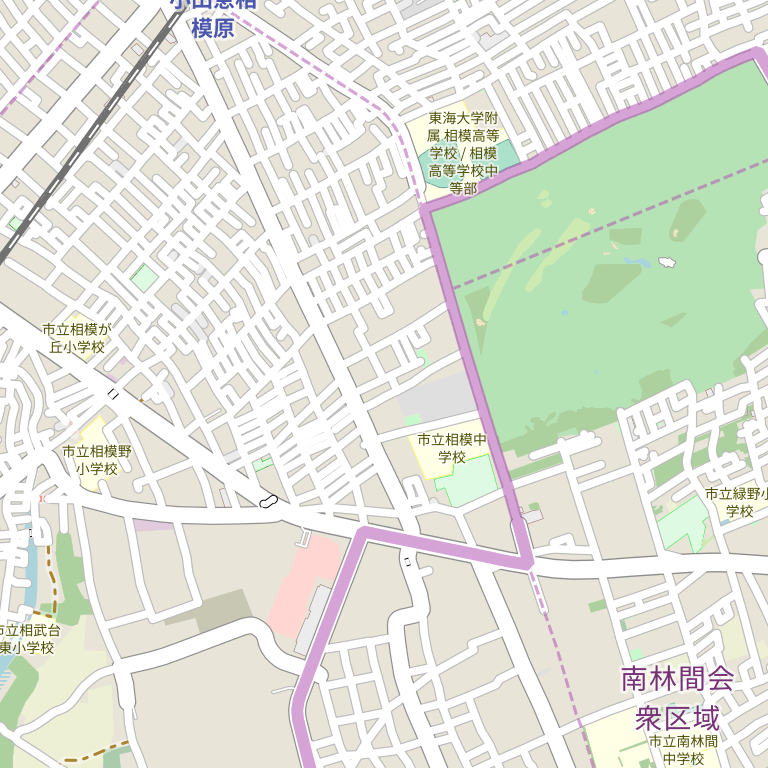 小田急相
模原
東海大学附
属 相模高等
学校 / 相模
高等学校中
等部
市立相模が
丘小学校
市立相模中
学校
市立相模野
小学校
市立緑野小
学校
市立相武台
東小学校
南林間会
衆区域
市立南林間
中学校